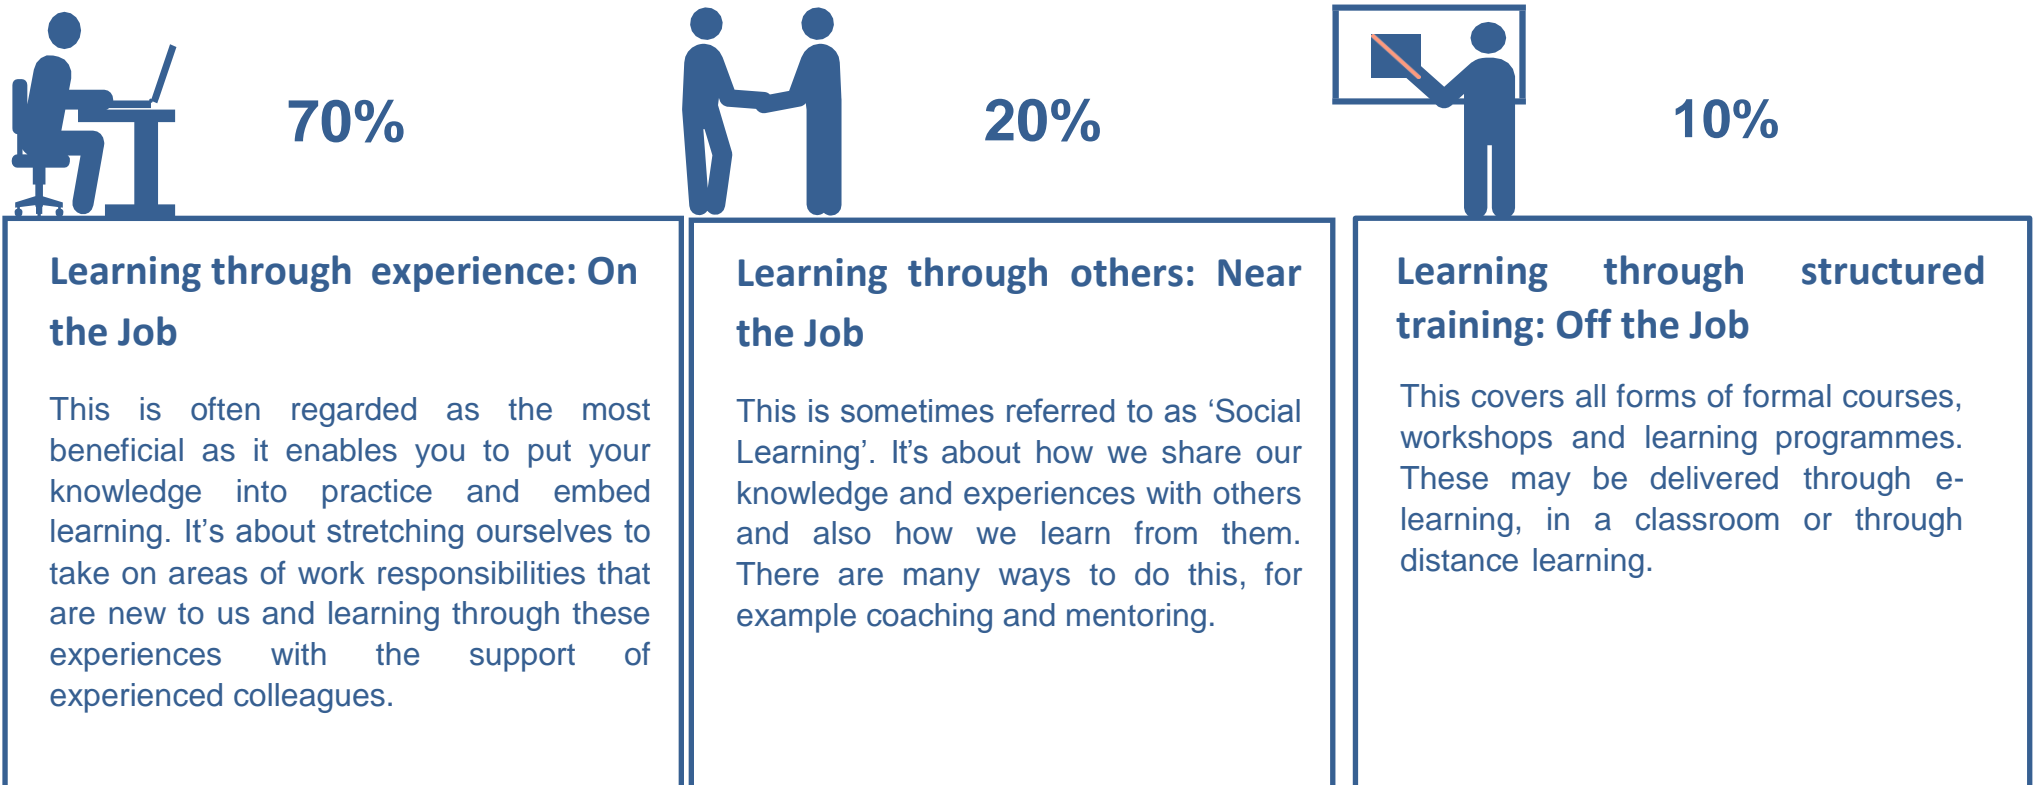 70%
Learning through experience: On
the Job
This is often regarded as the most
beneficial as it enables you to put your
knowledge into practice and embed
learning. It’s about stretching ourselves to
take on areas of work responsibilities that
are new to us and learning through these
experiences with the support of
experienced colleagues.
20%
Learning through others: Near
the Job
This is sometimes referred to as ‘Social
Learning’. It’s about how we share our
knowledge and experiences with others
and also how we learn from them.
There are many ways to do this, for
example coaching and mentoring.
10%
Learning through structured
training: Off the Job
This covers all forms of formal courses,
workshops and learning programmes.
These may be delivered through e-
learning, in a classroom or through
distance learning.